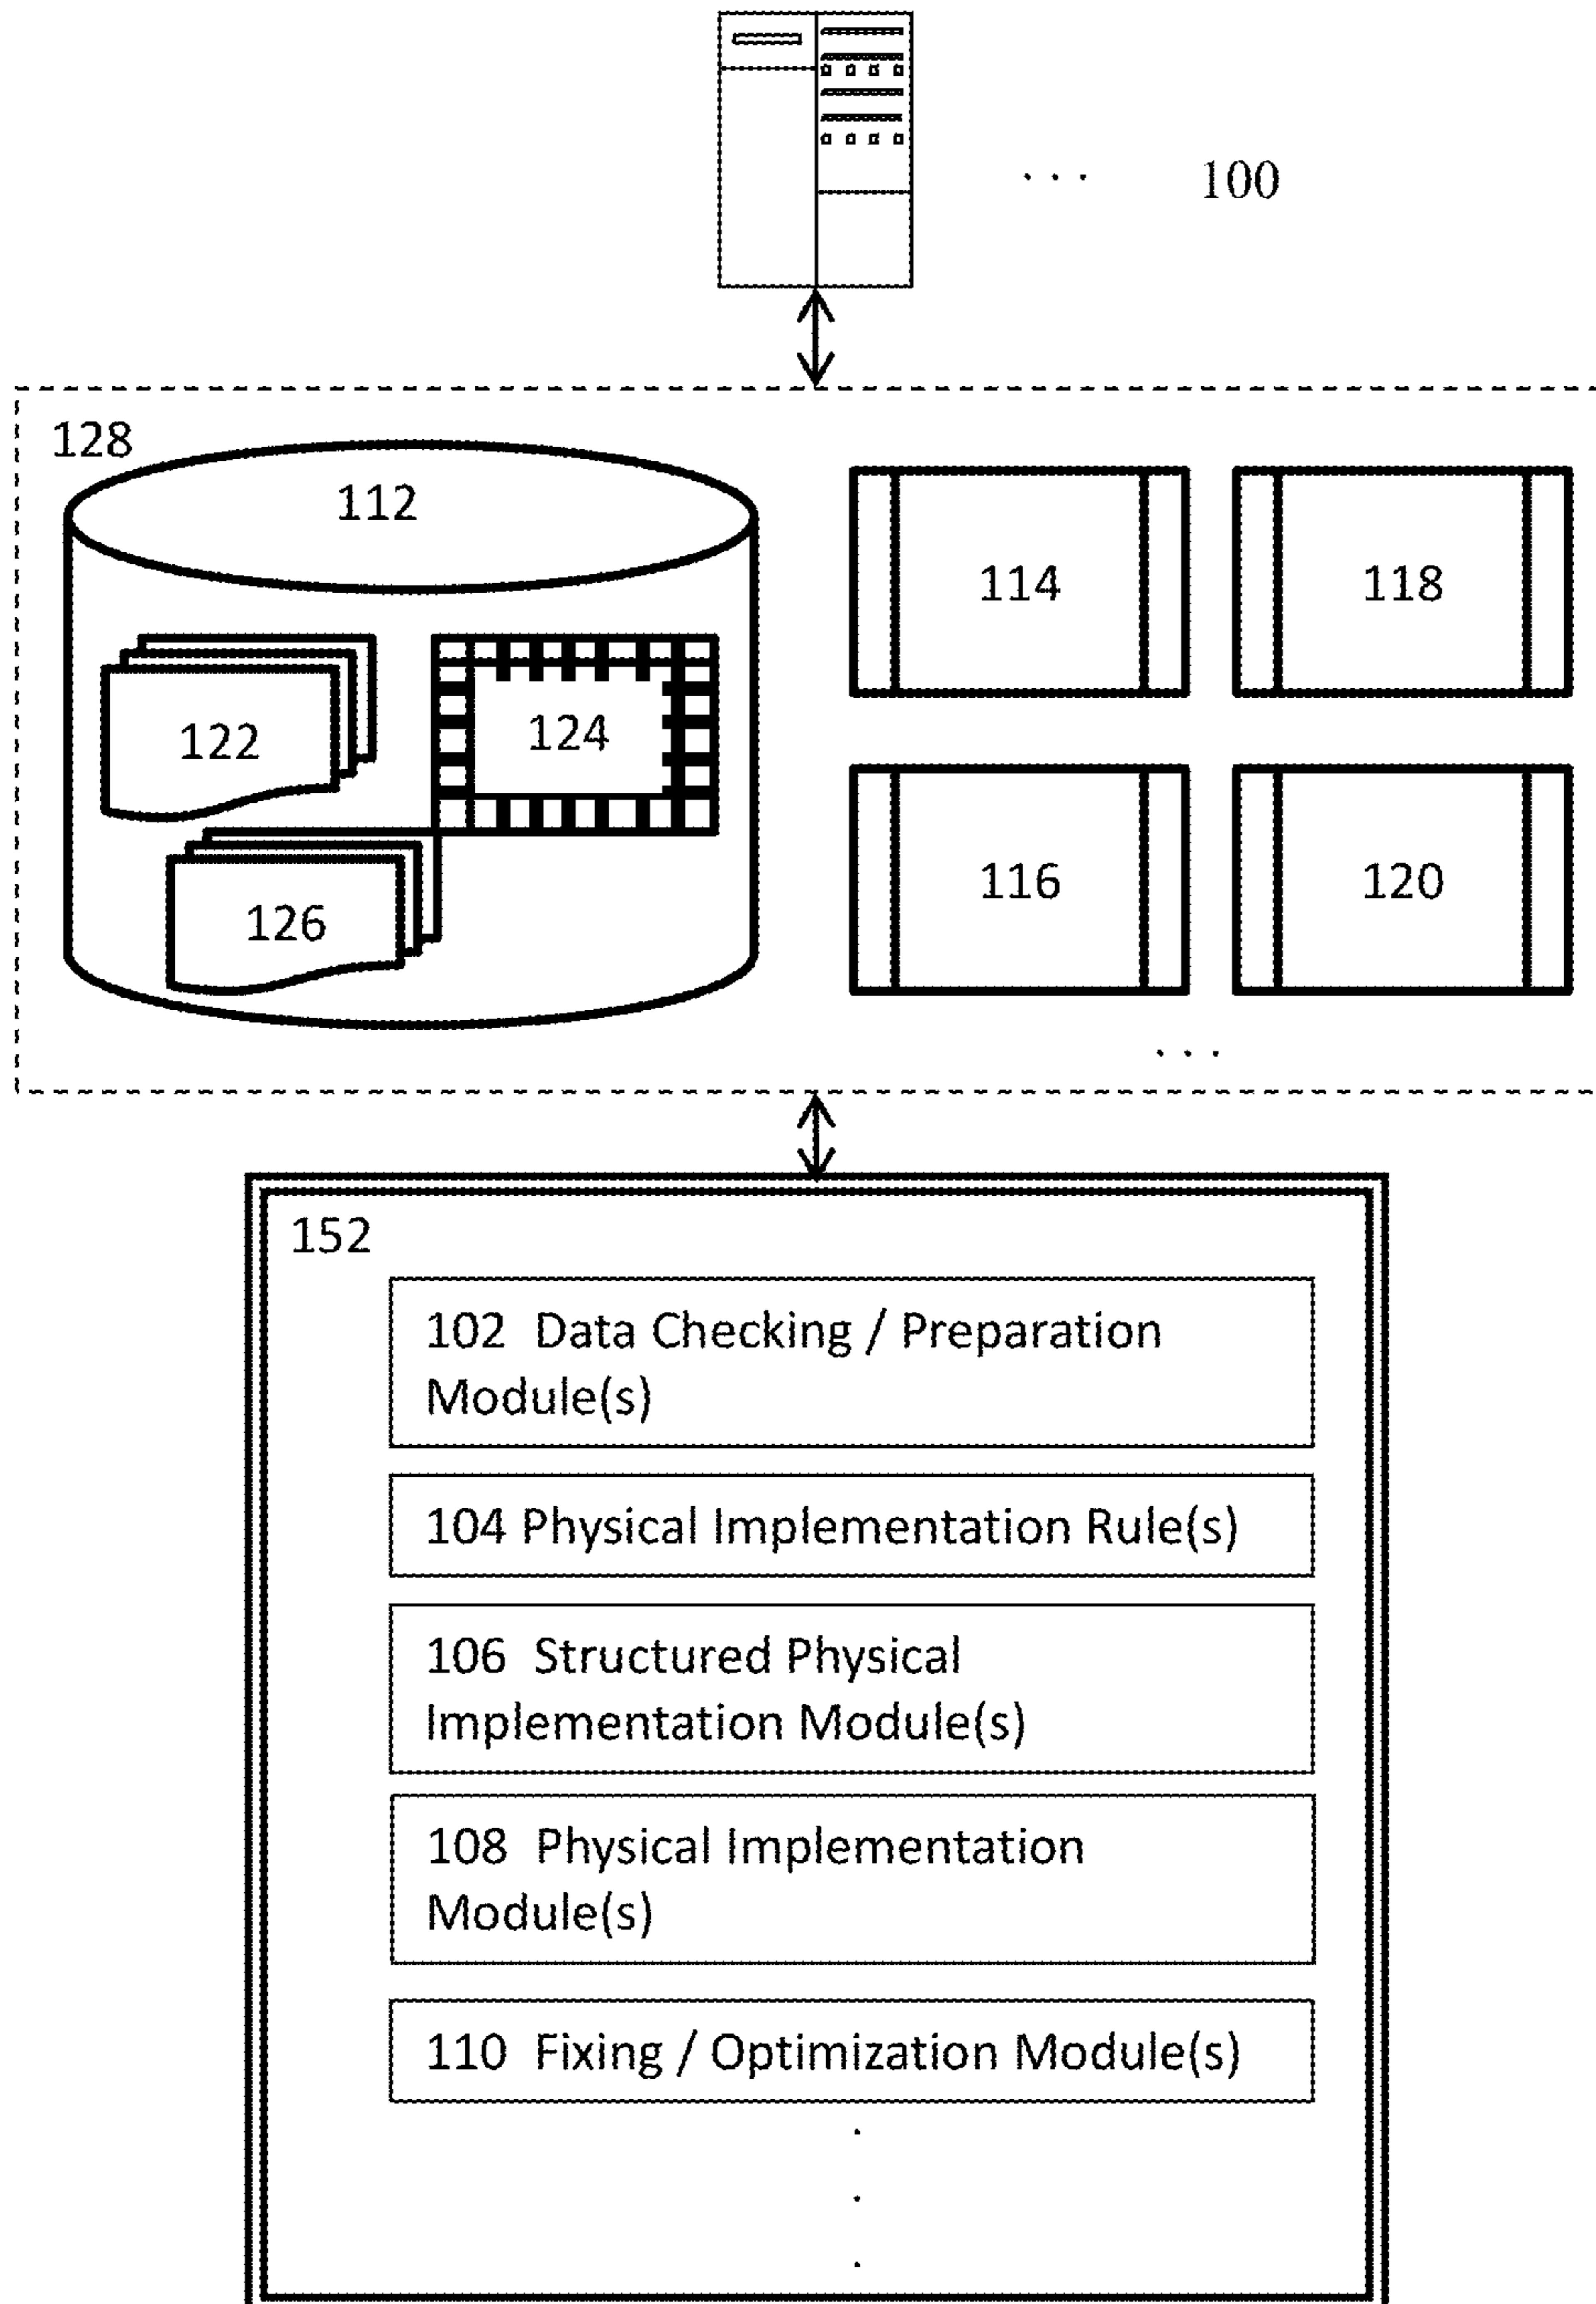 . . . 100
128
112
114
118
122
124
116
120
126
. . .
152
102 Data Checking / Preparation
Module(s)
104 Physical Implementation Rule(s)
106 Structured Physical
Implementation Module(s)
108 Physical Implementation
Module(s)
110 Fixing / Optimization Module(s)
.
.
.